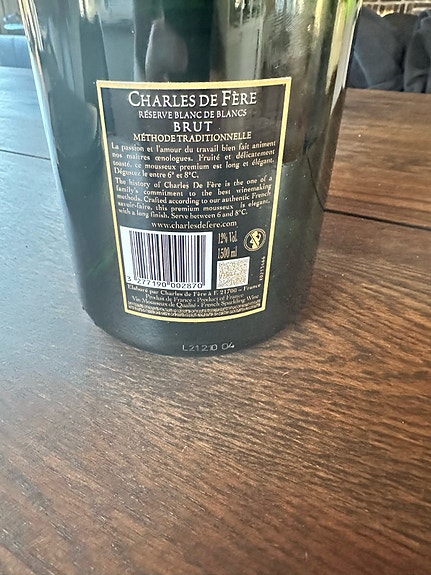 CHARLES DE FÈRE
RÉSERVE BLANC DE BLANCS
BRUT
MÉTHODE TRADITIONNELLE
La passion et l'amour du travail bien fait animent
nos maîtres œnologues. Fruité et délicatement
toasté, ce mousseux premium est long et élégant.
Dégustez le entre 6° et 8°C.
The history of Charles De Fère is the one of a
family's commitment to the best winemaking
methods. Crafted according to our authentic French
savoir-faire, this premium mousseux is elegant,
with a long finish. Serve between 6 and 8°C.
www.charlesdefere.com
12% Vol.
1500 ml
3 277190 002870
Elaboré par Charles de Fère à F. 21700 – France
Produit de France - Product of France
Vin Mousseux de Qualité - French Sparkling Wine
L21210 04